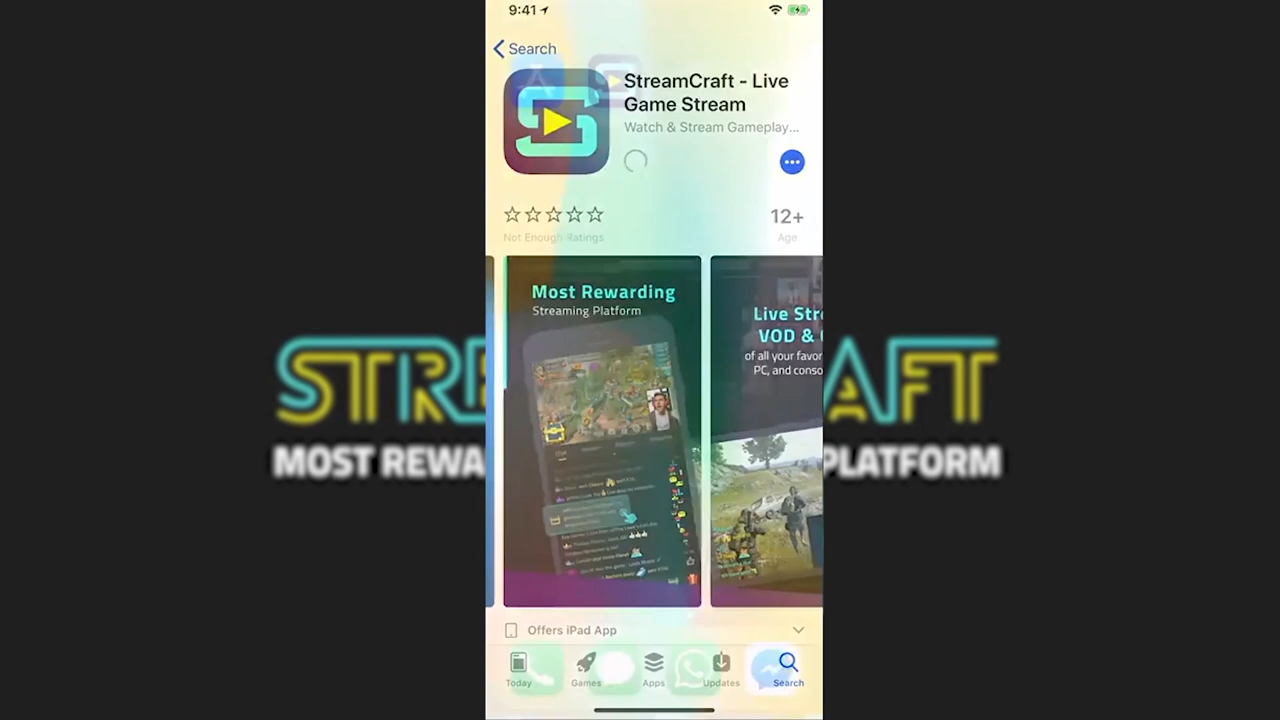 9:41
Search
StreamCraft - Live
Game Stream
Watch & Stream Gameplay...
12+
Not Enough Ratings
Age
Most Rewarding
Streaming Platform
Live Stre
VOD &
of all your favor
PC, and conso
STRE
AFT
MOST REWA
PLATFORM
Offers iPad App
Today
Games
Apps
Updates
Search